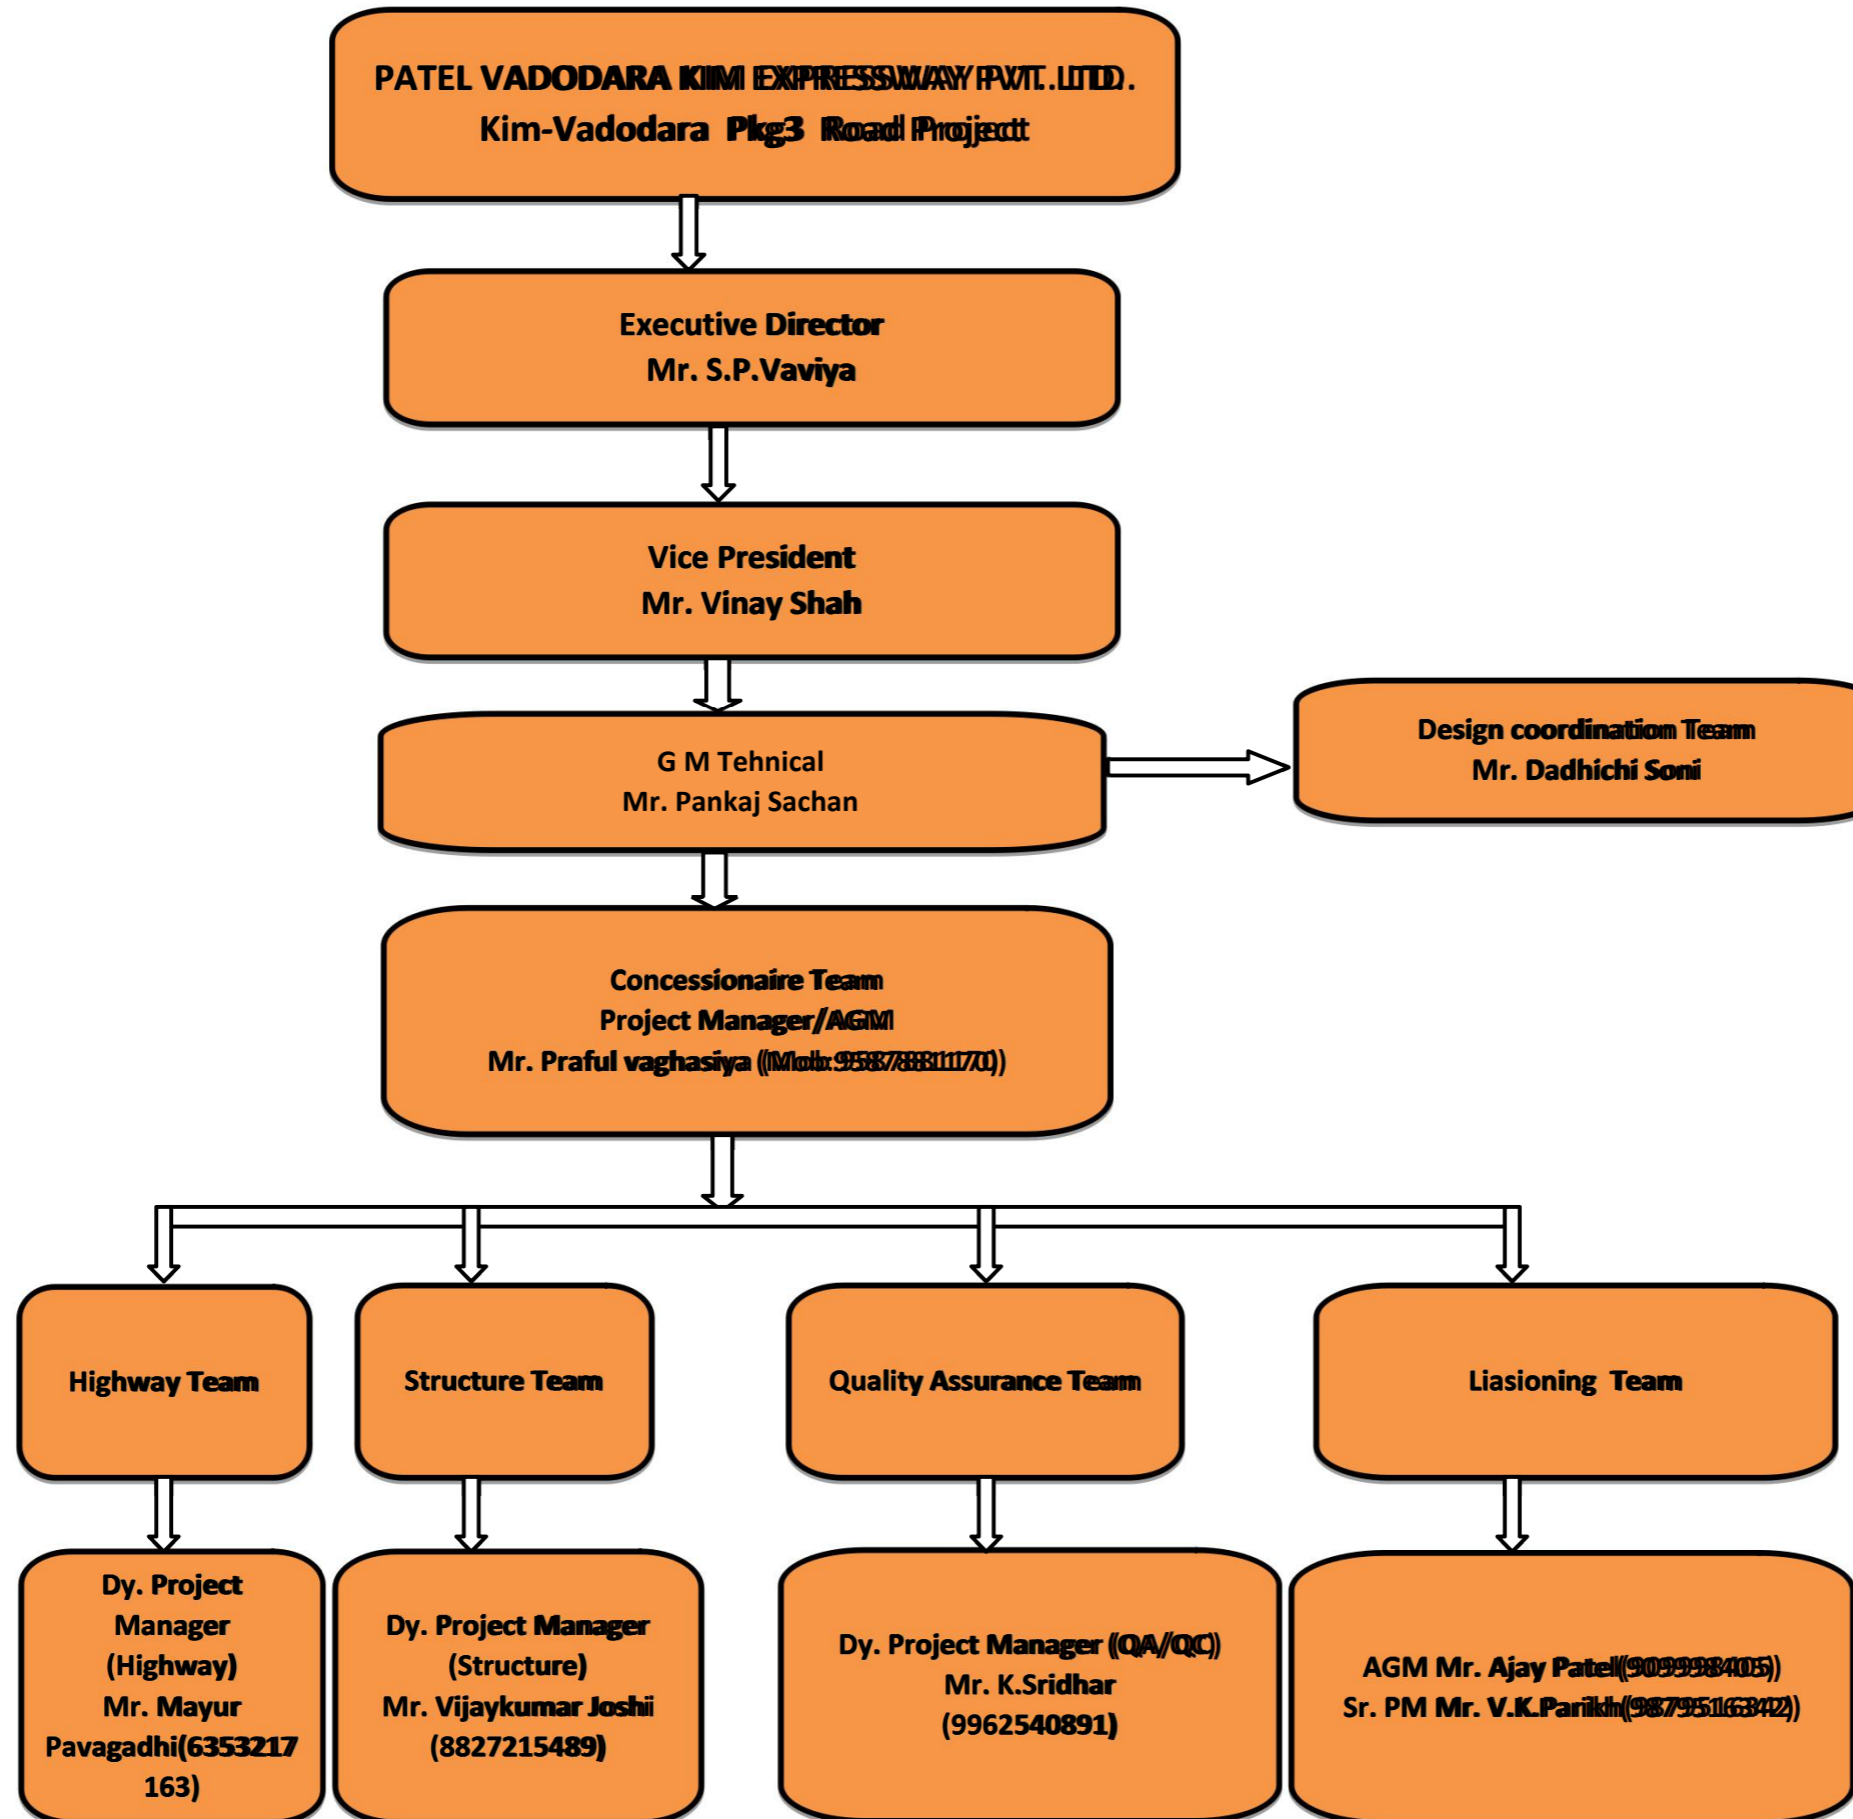 PATEL VADODARA KIM EXPRESSWAY PVT. LTD.
Kim-Vadodara Pkg3 Road Project
Executive Director
Mr. S.P.Vaviya
Vice President
Mr. Vinay Shah
G M Tehnical
Mr. Pankaj Sachan
Design coordination Team
Mr. Dadhichi Soni
Concessionaire Team
Project Manager/AGM
Mr. Praful vaghasiya (Mob:9587881170)
Highway Team
Structure Team
Quality Assurance Team
Liasioning Team
Dy. Project
Manager
(Highway)
Mr. Mayur
Pavagadhi(6353217
163)
Dy. Project Manager
(Structure)
Mr. Vijaykumar Joshi
(8827215489)
Dy. Project Manager (QA/QC)
Mr. K.Sridhar
(9962540891)
AGM Mr. Ajay Patel(909998405)
Sr. PM Mr. V.K.Parikh(9879516342)